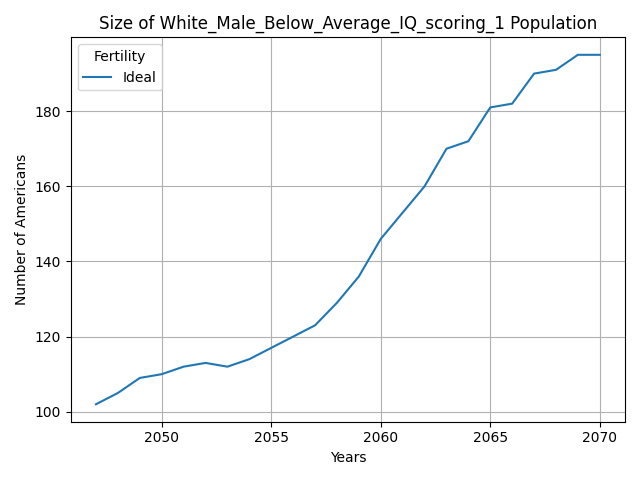 Size of White_Male_Below_Average_IQ_scoring_1 Population
Fertility
Ideal
Number of Americans
180
160
140
120
100
2050 2055 2060 2065 2070
Years